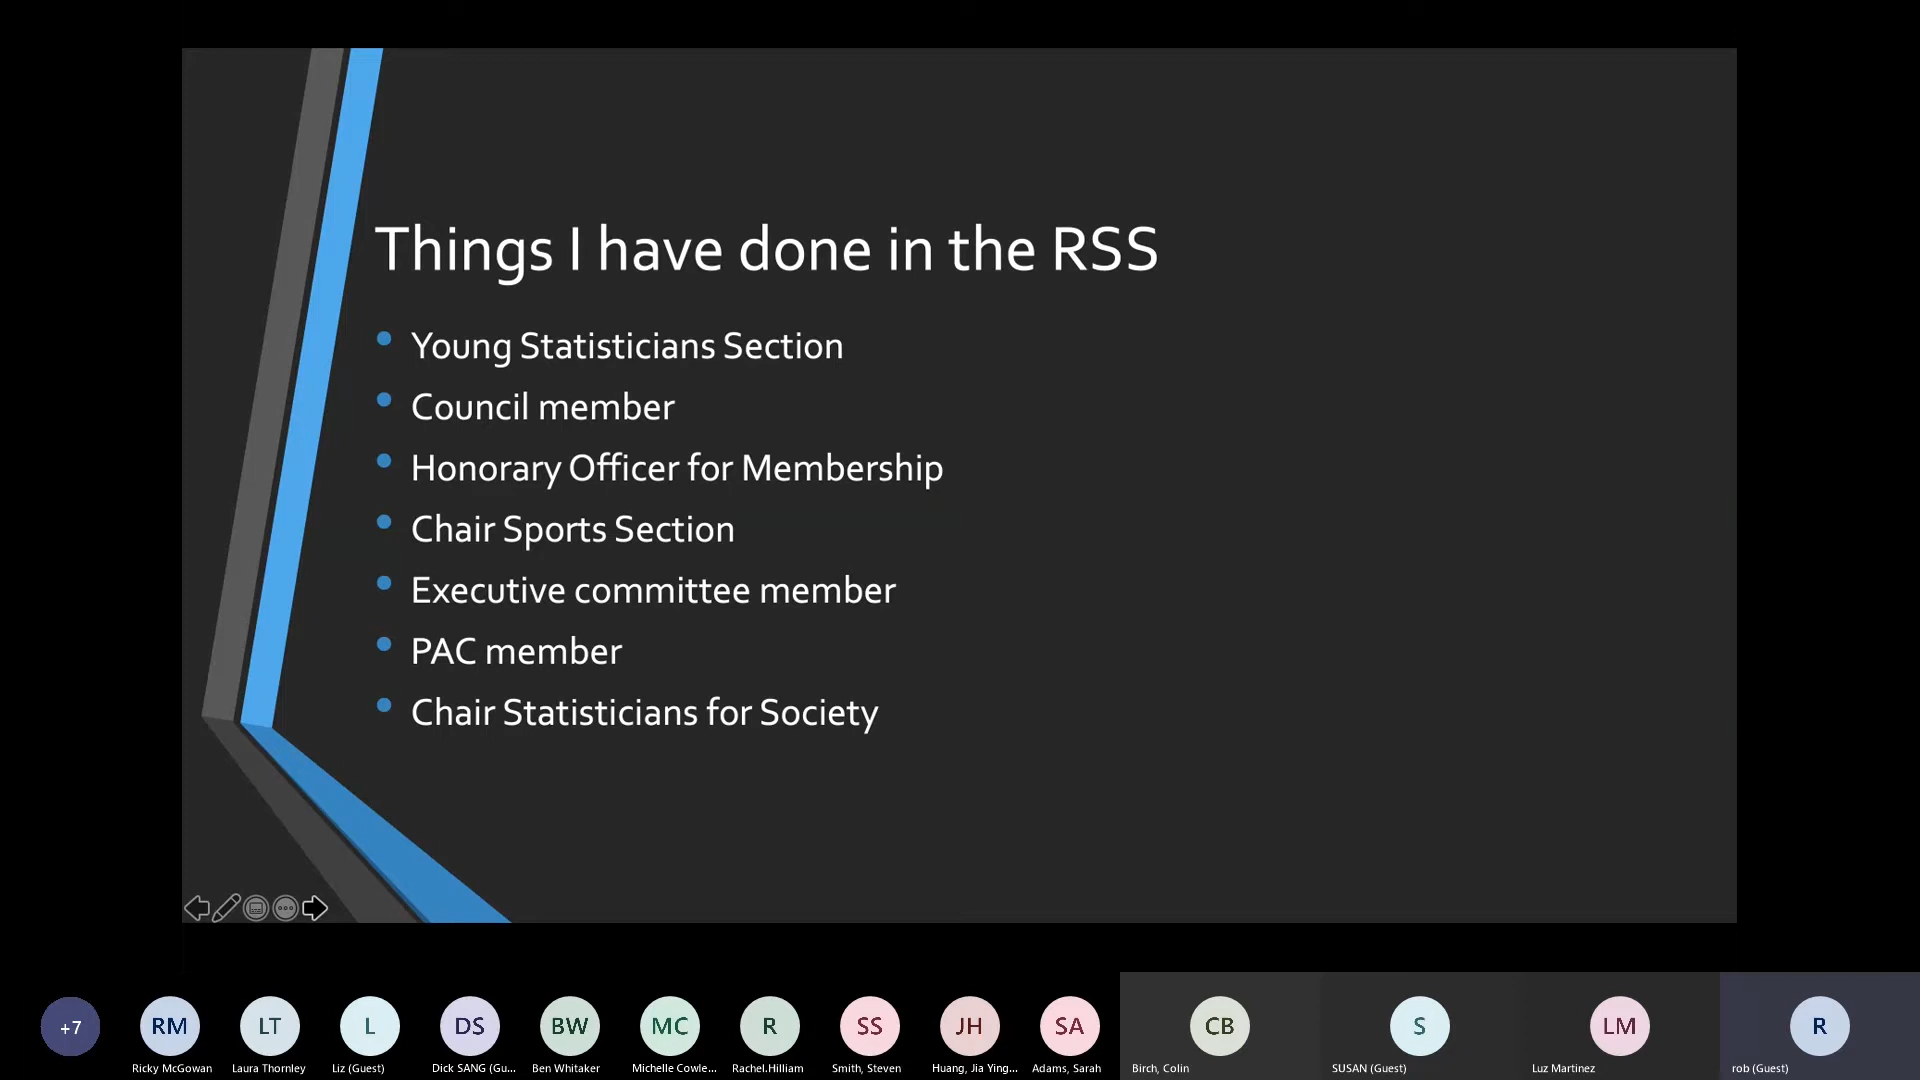 Things I have done in the RSS
Young Statisticians Section
Council member
Honorary Officer for Membership
Chair Sports Section
Executive committee member
PAC member
Chair Statisticians for Society
+7
RM
LT
L
DS
BW
MC
R
SS
JH
SA
CB
S
LM
R
Ricky McGowan
Laura Thornley
Liz (Guest)
Dick SANG (Gu...
Ben Whitaker
Michelle Cowle...
Rachel.Hilliam
Smith, Steven
Huang, Jia Ying...
Adams, Sarah
Birch, Colin
SUSAN (Guest)
Luz Martinez
rob (Guest)